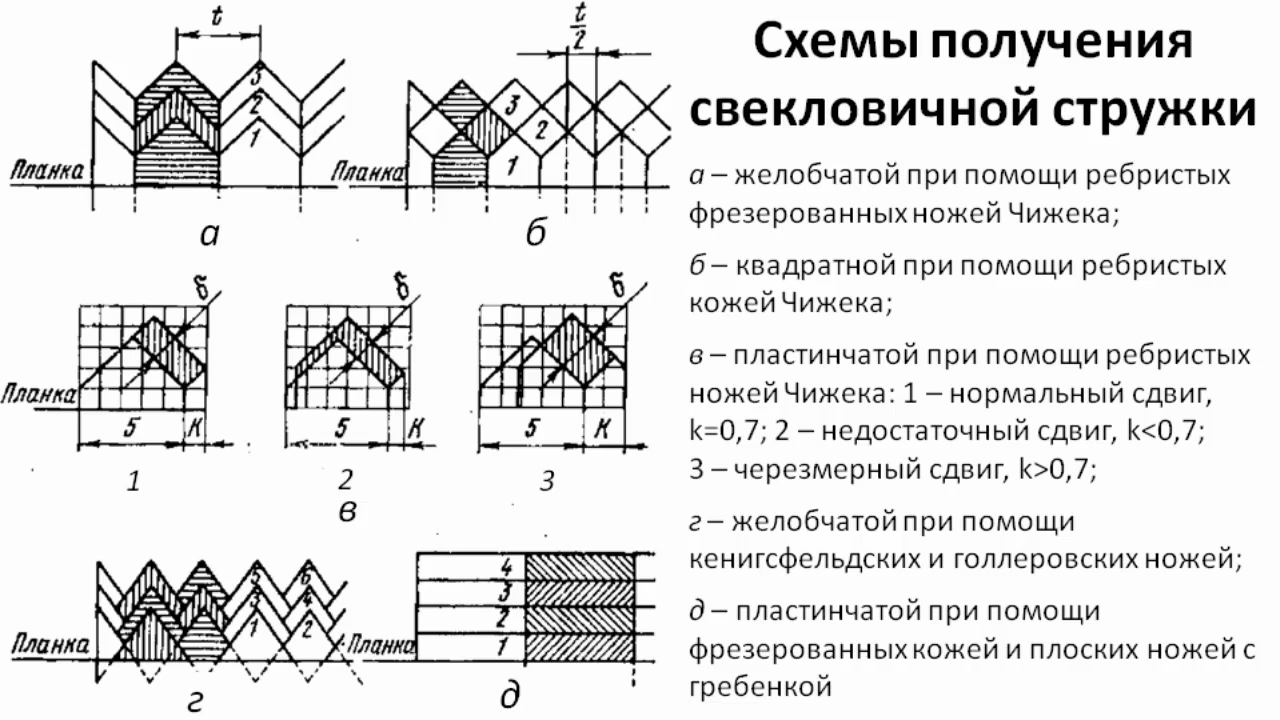 Схемы получения
свекловичной стружки
t
3
2
1
Планка
а
t
2
3
2
1
Планка
б
а – желобчатой при помощи ребристых
фрезерованных ножей Чижека;
б – квадратной при помощи ребристых
кожей Чижека;
в – пластинчатой при помощи ребристых
ножей Чижека: 1 – нормальный сдвиг,
k=0,7; 2 – недостаточный сдвиг, k<0,7;
3 – черезмерный сдвиг, k>0,7;
г – желобчатой при помощи
кенигсфельдских и голлеровских ножей;
д – пластинчатой при помощи
фрезерованных кожей и плоских ножей с
гребенкой
б
б
б
Планка
5 К
5 К
5 К
1 2 3
в
5 6
3 4
1 2
Планка
г
4
3
2
1
Планка
д